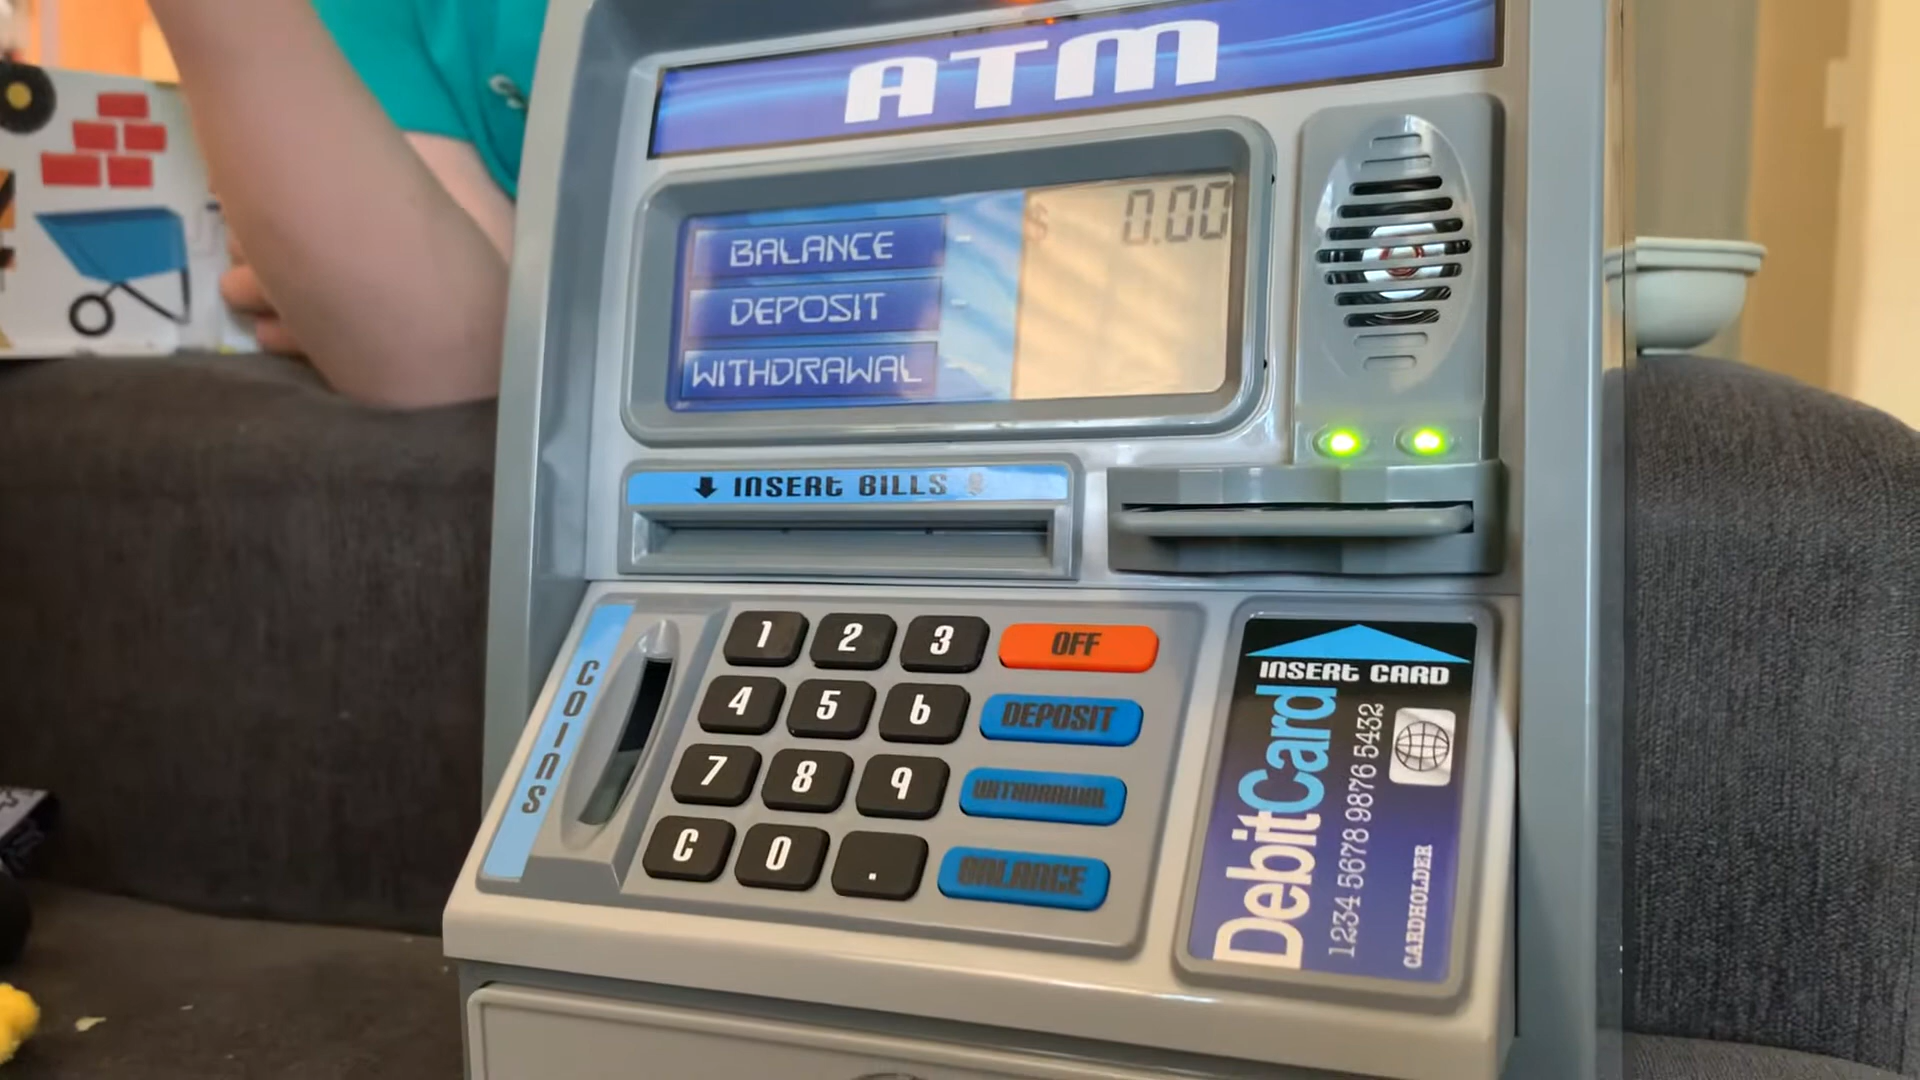 ATM
$ 0.00
BALANCE
DEPOSIT
WITHDRAWAL
INSERT BILLS
COINS
1 2 3 OFF
4 5 6 DEPOSIT
7 8 9 WITHDRAWAL
C 0 . BALANCE
INSERT CARD
DebitCard
1234 5678 9876 5432
CARDHOLDER